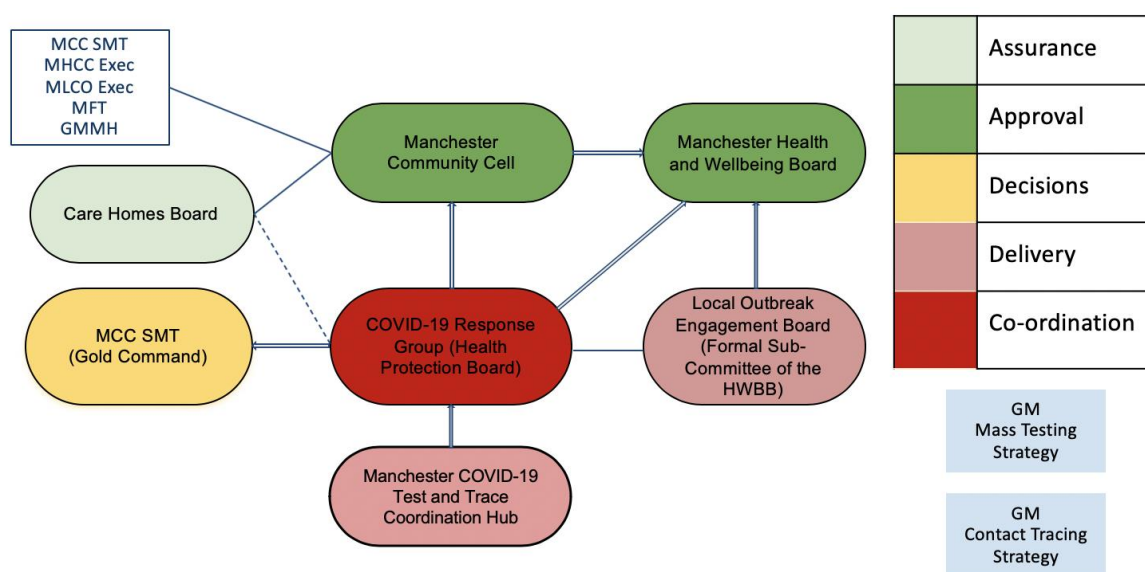 MCC SMT
MHCC Exec
MLCO Exec
MFT
GMMH
Manchester
Community Cell
Manchester Health
and Wellbeing Board
Care Homes Board
MCC SMT
(Gold Command)
COVID-19 Response
Group (Health
Protection Board)
Local Outbreak
Engagement Board
(Formal Sub-
Committee of the
HWBB)
Manchester COVID-19
Test and Trace
Coordination Hub
Assurance
Approval
Decisions
Delivery
Co-ordination
GM
Mass Testing
Strategy
GM
Contact Tracing
Strategy